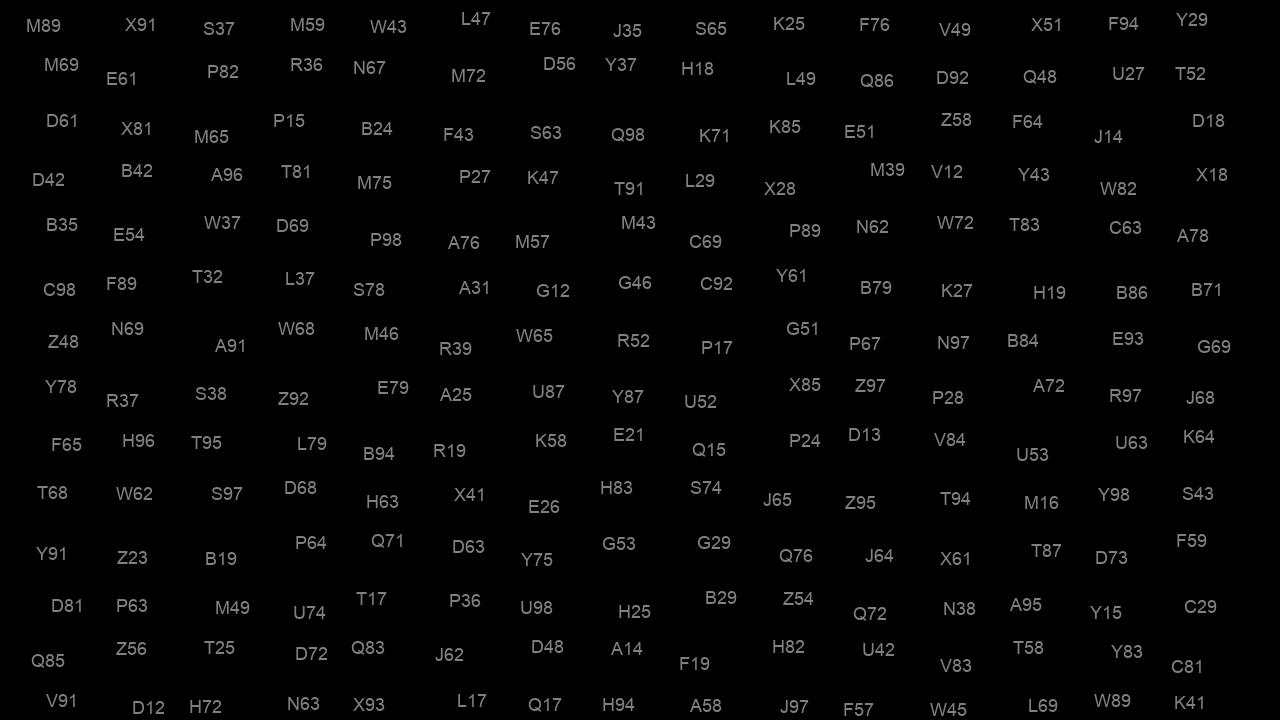 M89 X91 S37 M59 W43 L47 E76 J35 S65 K25 F76 V49 X51 F94 Y29
M69 E61 P82 R36 N67 M72 D56 Y37 H18 L49 Q86 D92 Q48 U27 T52
D61 X81 M65 P15 B24 F43 S63 Q98 K71 K85 E51 Z58 F64 J14 D18
D42 B42 A96 T81 M75 P27 K47 T91 L29 X28 M39 V12 Y43 W82 X18
B35 E54 W37 D69 P98 A76 M57 M43 C69 P89 N62 W72 T83 C63 A78
C98 F89 T32 L37 S78 A31 G12 G46 C92 Y61 B79 K27 H19 B86 B71
Z48 N69 A91 W68 M46 R39 W65 R52 P17 G51 P67 N97 B84 E93 G69
Y78 R37 S38 Z92 E79 A25 U87 Y87 U52 X85 Z97 P28 A72 R97 J68
F65 H96 T95 L79 B94 R19 K58 E21 Q15 P24 D13 V84 U53 U63 K64
T68 W62 S97 D68 H63 X41 E26 H83 S74 J65 Z95 T94 M16 Y98 S43
Y91 Z23 B19 P64 Q71 D63 Y75 G53 G29 Q76 J64 X61 T87 D73 F59
D81 P63 M49 U74 T17 P36 U98 H25 B29 Z54 Q72 N38 A95 Y15 C29
Q85 Z56 T25 D72 Q83 J62 D48 A14 F19 H82 U42 V83 T58 Y83 C81
V91 D12 H72 N63 X93 L17 Q17 H94 A58 J97 F57 W45 L69 W89 K41